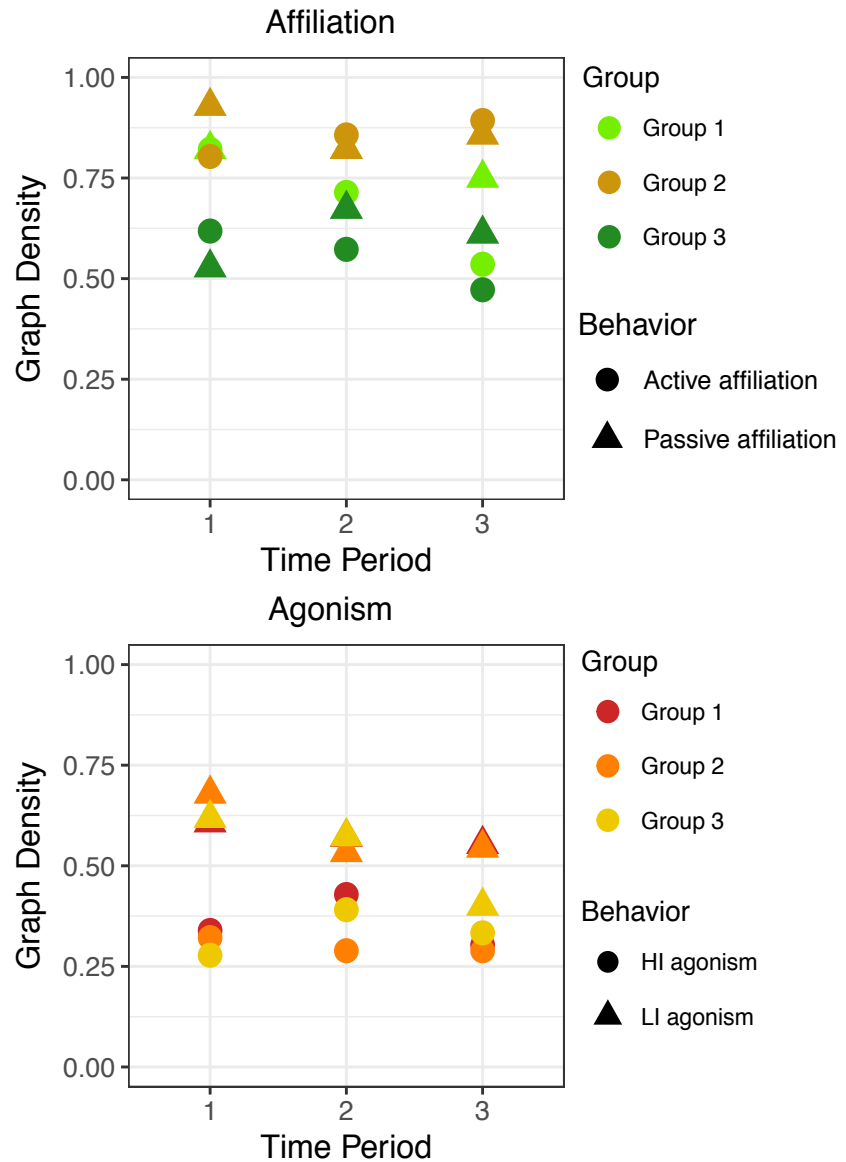 Affiliation
Graph Density
1.00
0.75
0.50
0.25
0.00
1 2 3
Time Period
Group
Group 1
Group 2
Group 3
Behavior
Active affiliation
Passive affiliation
Agonism
Graph Density
1.00
0.75
0.50
0.25
0.00
1 2 3
Time Period
Group
Group 1
Group 2
Group 3
Behavior
HI agonism
LI agonism